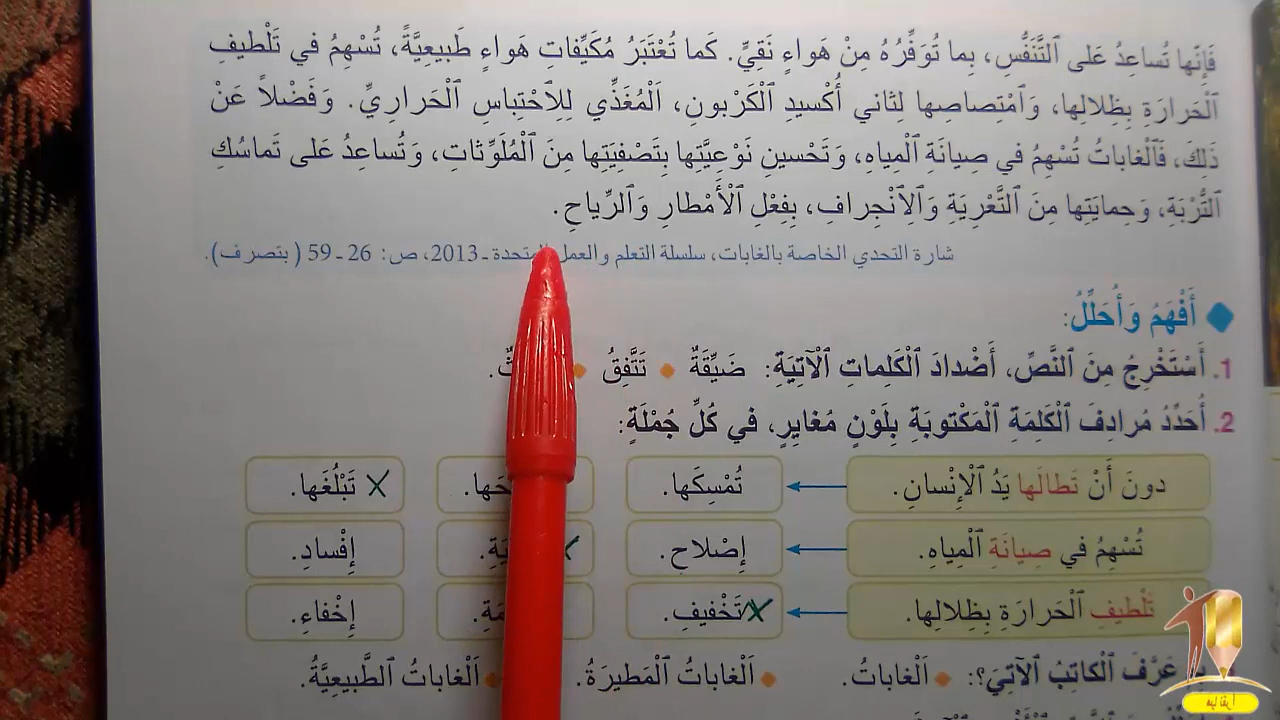 فَإِنَّها تُساعِدُ عَلى ٱلتَّنَفُّسِ، بِما تُوَفِّرُهُ مِنْ هَواءٍ نَقِيٍّ. كَما تُعْتَبَرُ مُكَيِّفاتِ هَواءٍ طَبيعِيَّةً، تُسْهِمُ في تَلْطيفِ
ٱلْحَرارَةِ بِظِلالِها، وَٱمْتِصاصِها لِثاني أُكْسيدِ ٱلْكَرْبونِ، اَلْمُغَذِّي لِلِٱحْتِباسِ ٱلْحَرارِيِّ. وَفَضْلاً عَنْ
ذَلِكَ، فَٱلْغاباتُ تُسْهِمُ في صِيانَةِ ٱلْمِياهِ، وَتَحْسينِ نَوْعِيَّتِها بِتَصْفِيَتِها مِنَ ٱلْمُلَوِّثاتِ، وَتُساعِدُ عَلى تَماسُكِ
ٱلتُّرْبَةِ، وَحِمايَتِها مِنَ ٱلتَّعْرِيَةِ وَٱلِٱنْجِرافِ، بِفِعْلِ ٱلْأَمْطارِ وَٱلرِّياحِ.
شارة التحدي الخاصة بالغابات، سلسلة التعلم والعمل المتحدة ـ 2013، ص: 26 ـ 59 (بتصرف).
أَفْهَمُ وَأُحَلِّلُ:
1. أَسْتَخْرِجُ مِنَ ٱلنَّصِّ، أَضْدادَ ٱلْكَلِماتِ ٱلْآتِيَةِ: ضَيِّقَةٌ • تَتَّفِقُ •
2. أُحَدِّدُ مُرادِفَ ٱلْكَلِمَةِ ٱلْمَكْتوبَةِ بِلَوْنٍ مُغايِرٍ، في كُلِّ جُمْلَةٍ:
دونَ أَنْ تَطالَها يَدُ ٱلْإِنْسانِ. تُمْسِكَها. تَبْلُغَها.
تُسْهِمُ في صِيانَةِ ٱلْمِياهِ. إِصْلاحِ. إِفْسادِ.
تَلْطيفِ ٱلْحَرارَةِ بِظِلالِها. تَخْفيفِ. إِخْفاءِ.
عَرَّفَ ٱلْكاتِبُ ٱلْآتِيَ؟: • اَلْغاباتُ. • اَلْغاباتُ ٱلْمَطيرَةُ. • اَلْغاباتُ ٱلطَّبيعِيَّةُ.